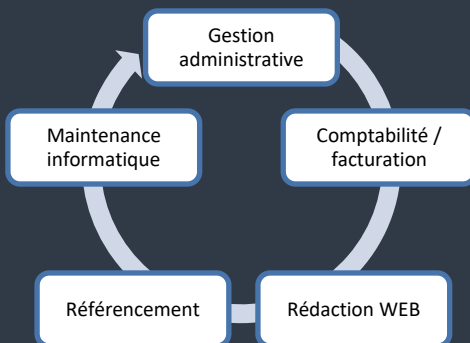 Gestion
administrative
Comptabilité /
facturation
Rédaction WEB
Référencement
Maintenance
informatique